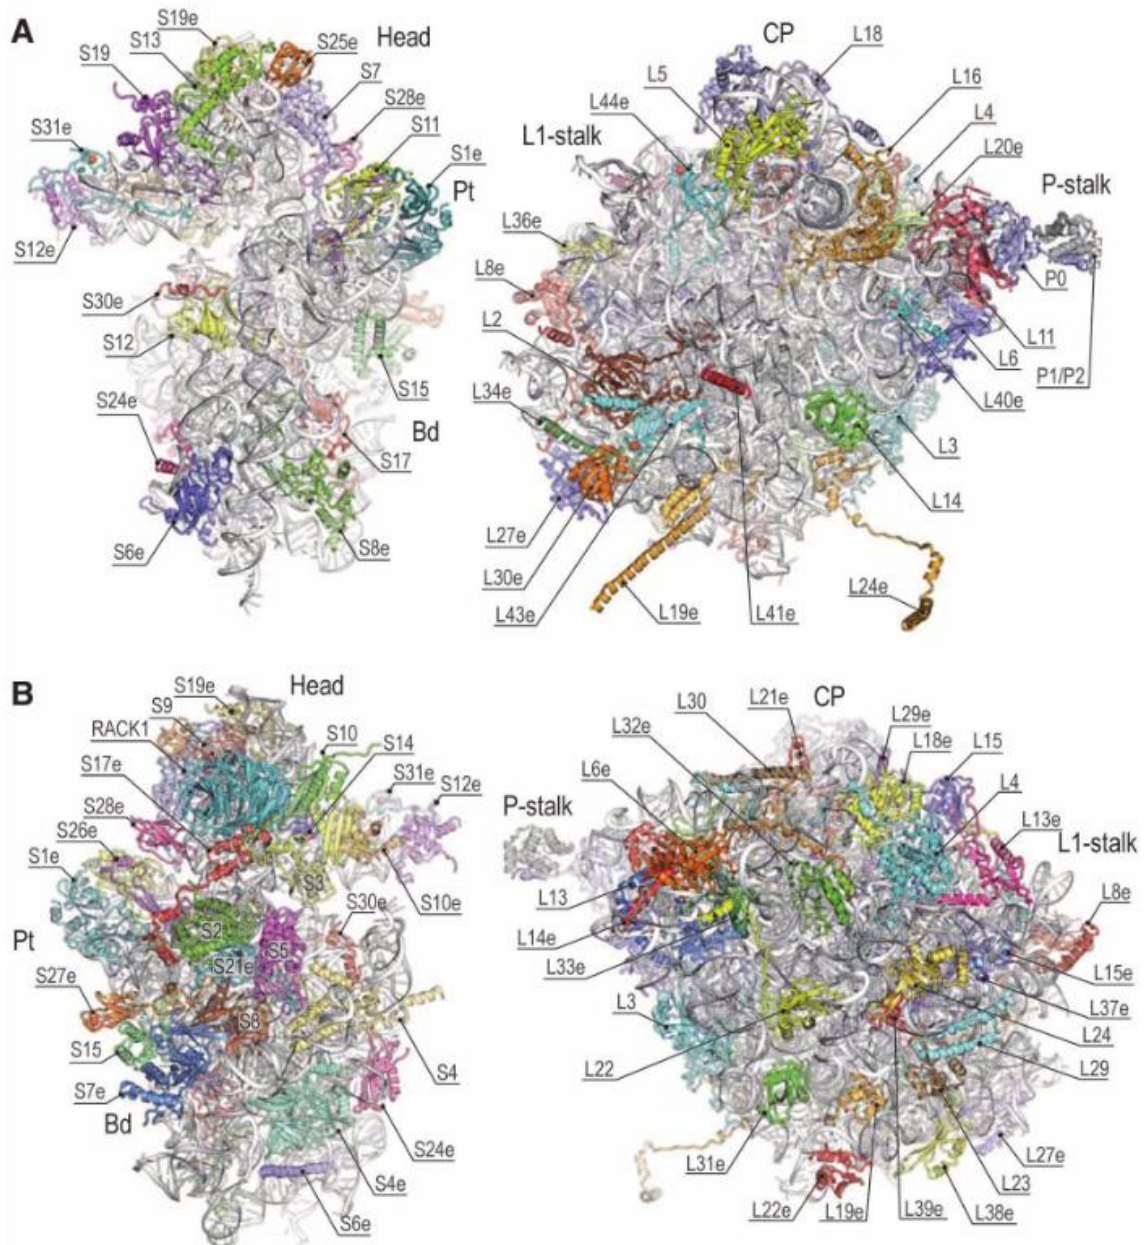 A
Head
S19e
S13
S19
S25e
S7
S28e
S11
S1e
Pt
S31e
S12e
S30e
S12
S15
S24e
Bd
S17
S6e
S8e
CP
L18
L5
L16
L44e
L4
L1-stalk
L20e
P-stalk
L36e
L8e
P0
L2
L11
L6
P1/P2
L34e
L40e
L3
L14
L27e
L30e
L24e
L43e
L19e
L41e
B
Head
S19e
S9
RACK1
S10
S14
S17e
S31e
S12e
S28e
S26e
S1e
S3
S10e
S30e
Pt
S2
S5
S21e
S27e
S8
S15
S4
S7e
Bd
S24e
S4e
S6e
CP
L21e
L30
L29e
L32e
L18e
L15
L6e
L4
P-stalk
L13e
L1-stalk
L8e
L13
L14e
L33e
L15e
L3
L37e
L24
L22
L29
L31e
L27e
L23
L22e
L19e
L39e
L38e